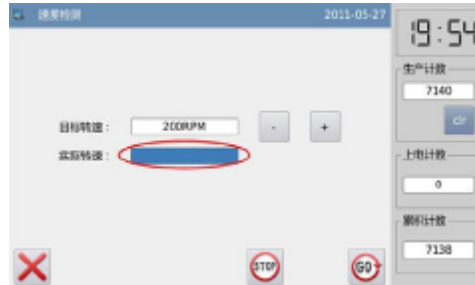 速度检测 2011-05-27
19:54
生产计数
7140
clr
目标转速： 200RPM - +
实际转速：
上电计数
0
累积计数
7138
STOP GO